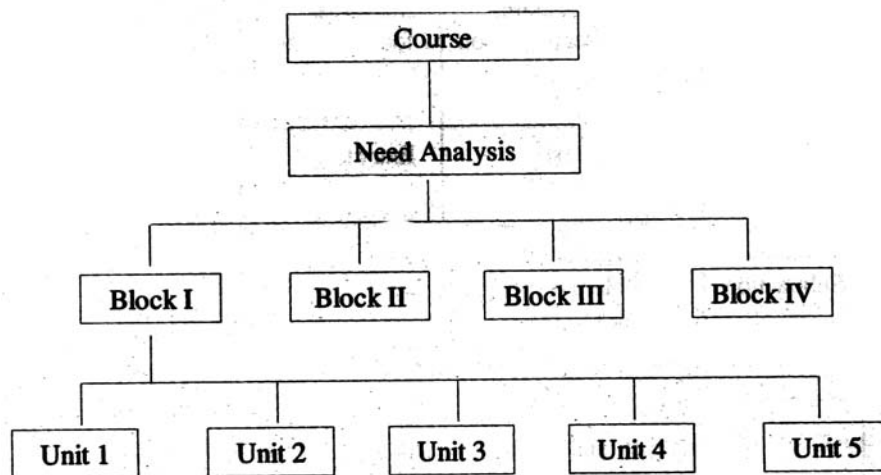 Course
Need Analysis
Block I Block II Block III Block IV
Unit 1 Unit 2 Unit 3 Unit 4 Unit 5